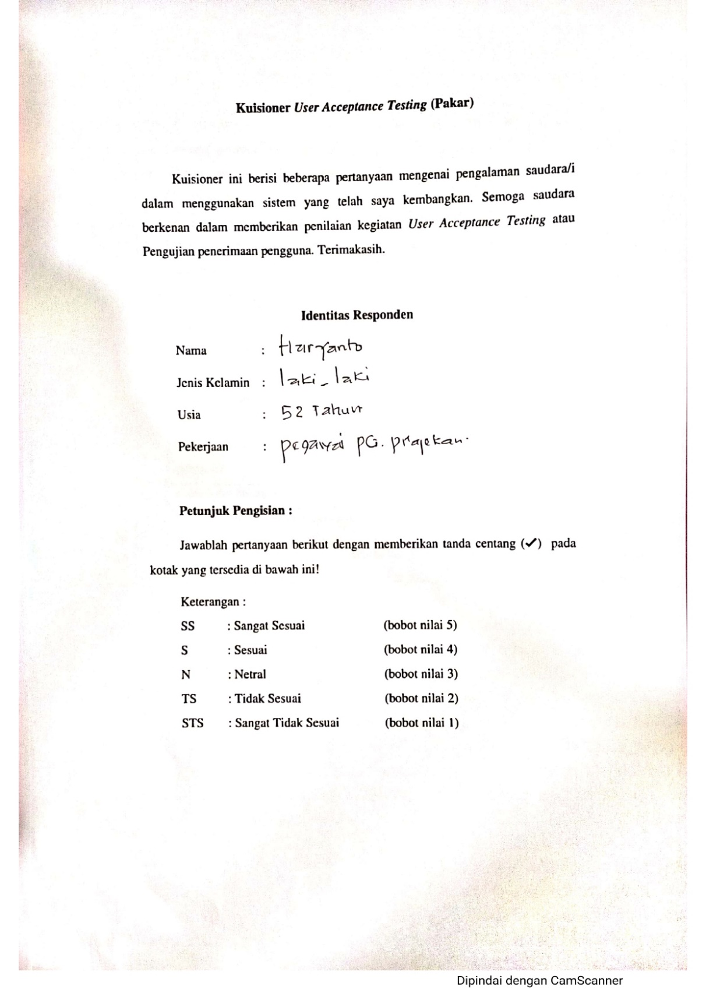 Kuisioner User Acceptance Testing (Pakar)
Kuisioner ini berisi beberapa pertanyaan mengenai pengalaman saudara/i
dalam menggunakan sistem yang telah saya kembangkan. Semoga saudara
berkenan dalam memberikan penilaian kegiatan User Acceptance Testing atau
Pengujian penerimaan pengguna. Terimakasih.
Identitas Responden
Nama : Haryanto
Jenis Kelamin : laki-laki
Usia : 52 Tahun
Pekerjaan : pegawai PG. prajekan.
Petunjuk Pengisian :
Jawablah pertanyaan berikut dengan memberikan tanda centang (✓) pada
kotak yang tersedia di bawah ini!
Keterangan :
SS : Sangat Sesuai (bobot nilai 5)
S : Sesuai (bobot nilai 4)
N : Netral (bobot nilai 3)
TS : Tidak Sesuai (bobot nilai 2)
STS : Sangat Tidak Sesuai (bobot nilai 1)
Dipindai dengan CamScanner